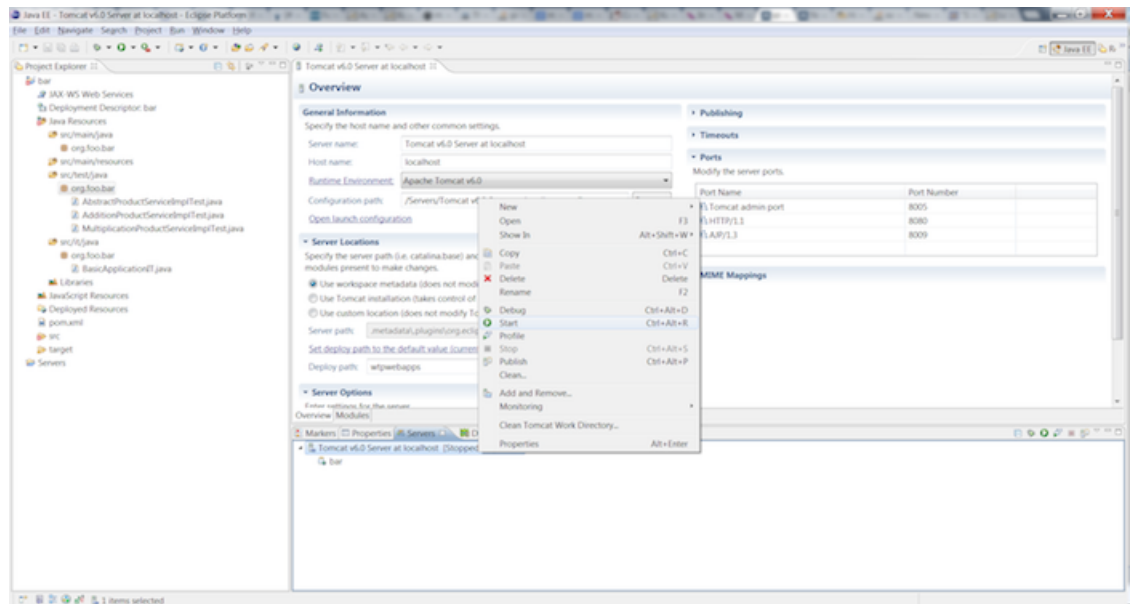 Java EE - Tomcat v6.0 Server at localhost - Eclipse Platform
File Edit Navigate Search Project Run Window Help
Java EE
Project Explorer
bar
JAX-WS Web Services
Deployment Descriptor: bar
Java Resources
src/main/java
org.foo.bar
src/main/resources
src/test/java
org.foo.bar
AbstractProductServiceImplTest.java
AdditionProductServiceImplTest.java
MultiplicationProductServiceImplTest.java
src/it/java
org.foo.bar
BasicApplicationIT.java
Libraries
JavaScript Resources
Deployed Resources
pom.xml
src
target
Servers
Tomcat v6.0 Server at localhost
Overview
General Information
Specify the host name and other common settings.
Server name: Tomcat v6.0 Server at localhost
Host name: localhost
Runtime Environment: Apache Tomcat v6.0
Configuration path: /Servers/Tomcat
Open launch configuration
Server Locations
Specify the server path (i.e. catalina.base) and
modules present to make changes.
Use workspace metadata (does not modi
Use Tomcat installation (takes control of
Use custom location (does not modify To
Server path: .metadata\.plugins\org.eclip
Set deploy path to the default value (curren
Deploy path: wtpwebapps
Server Options
Enter settings for the server
Overview Modules
Publishing
Timeouts
Ports
Modify the server ports.
Port Name Port Number
Tomcat admin port 8005
HTTP/1.1 8080
AJP/1.3 8009
MIME Mappings
New
Open F3
Show In Alt+Shift+W
Copy Ctrl+C
Paste Ctrl+V
Delete Delete
Rename F2
Debug Ctrl+Alt+D
Start Ctrl+Alt+R
Profile
Stop Ctrl+Alt+S
Publish Ctrl+Alt+P
Clean...
Add and Remove...
Monitoring
Clean Tomcat Work Directory...
Properties Alt+Enter
Markers Properties Servers
Tomcat v6.0 Server at localhost [Stopped
bar
1 items selected